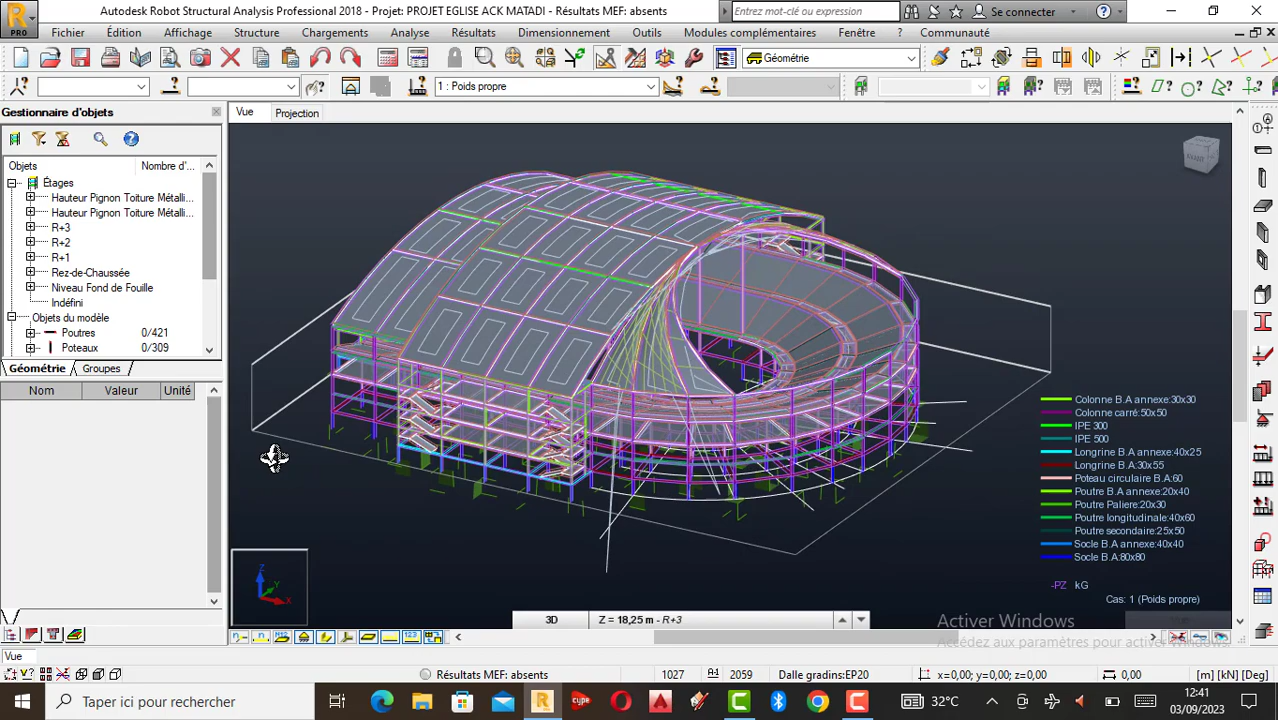 Autodesk Robot Structural Analysis Professional 2018 - Projet: PROJET EGLISE ACK MATADI - Résultats MEF: absents
Entrez mot-clé ou expression
Se connecter
PRO
Fichier Édition Affichage Structure Chargements Analyse Résultats Dimensionnement Outils Modules complémentaires Fenêtre ? Communauté
Géométrie
1 : Poids propre
Gestionnaire d'objets
Vue Projection
Objets Nombre d'...
Étages
Hauteur Pignon Toiture Métalli...
Hauteur Pignon Toiture Métalli...
R+3
R+2
R+1
Rez-de-Chaussée
Niveau Fond de Fouille
Indéfini
Objets du modèle
Poutres 0/421
Poteaux 0/309
Géométrie Groupes
Nom Valeur Unité
AVANT
Colonne B.A annexe:30x30
Colonne carré:50x50
IPE 300
IPE 500
Longrine B.A annexe:40x25
Longrine B.A:30x55
Poteau circulaire B.A:60
Poutre B.A annexe:20x40
Poutre Paliere:20x30
Poutre longitudinale:40x60
Poutre secondaire:25x50
Socle B.A annexe:40x40
Socle B.A:80x80
-PZ kG
Cas: 1 (Poids propre)
Z
Y
X
3D Z = 18,25 m - R+3
Activer Windows
Accédez aux paramètres pour activer Windows.
Vue
Résultats MEF: absents 1027 2059 Dalle gradins:EP20 x=0,00; y=0,00; z=0,00 0,00 [m] [kN] [Deg]
Taper ici pour rechercher
cype
32°C
12:41
03/09/2023